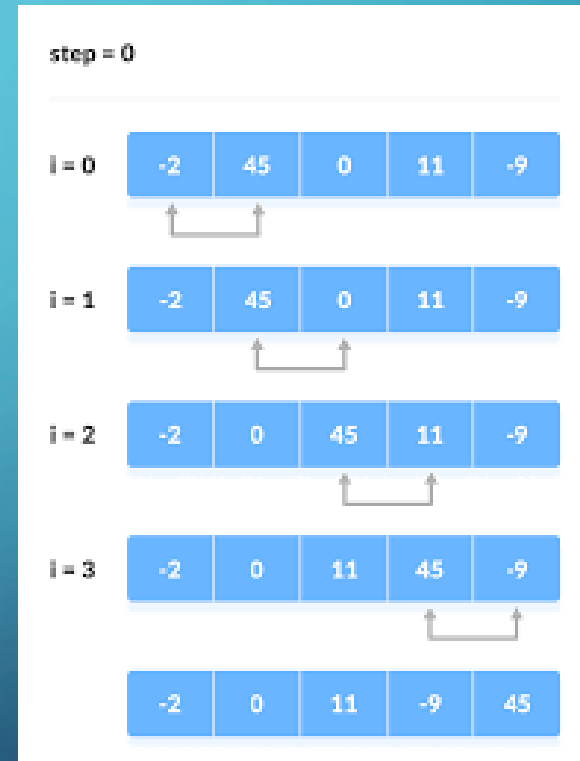 step = 0
i = 0 -2 45 0 11 -9
i = 1 -2 45 0 11 -9
i = 2 -2 0 45 11 -9
i = 3 -2 0 11 45 -9
-2 0 11 -9 45